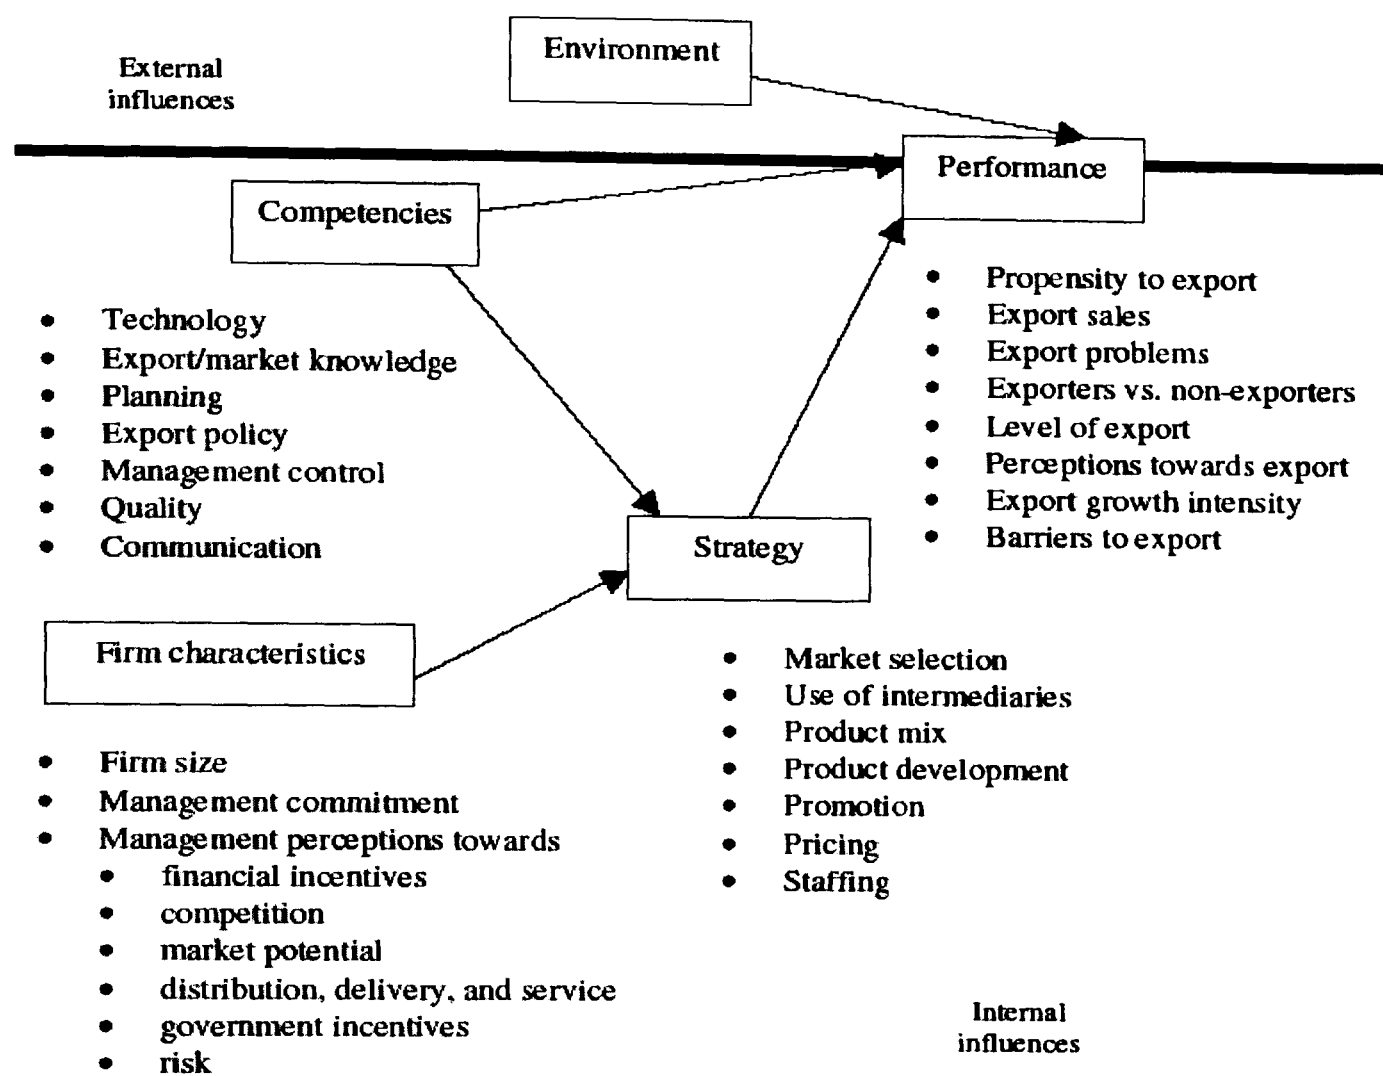 Environment
External
influences
Performance
Competencies
• Propensity to export
• Export sales
• Export problems
• Exporters vs. non-exporters
• Level of export
• Perceptions towards export
• Export growth intensity
• Barriers to export
• Technology
• Export/market knowledge
• Planning
• Export policy
• Management control
• Quality
• Communication
Strategy
Firm characteristics
• Market selection
• Use of intermediaries
• Product mix
• Product development
• Promotion
• Pricing
• Staffing
• Firm size
• Management commitment
• Management perceptions towards
• financial incentives
• competition
• market potential
• distribution, delivery, and service
• government incentives
• risk
Internal
influences